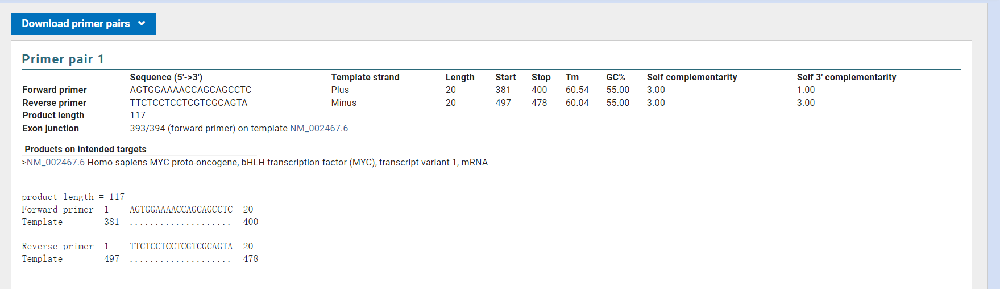 Download primer pairs
Primer pair 1
Sequence (5'->3') Template strand Length Start Stop Tm GC% Self complementarity Self 3' complementarity
Forward primer AGTGGAAAACCAGCAGCCTC Plus 20 381 400 60.54 55.00 3.00 1.00
Reverse primer TTCTCCTCCTCGTCGCAGTA Minus 20 497 478 60.04 55.00 3.00 3.00
Product length 117
Exon junction 393/394 (forward primer) on template NM_002467.6
Products on intended targets
>NM_002467.6 Homo sapiens MYC proto-oncogene, bHLH transcription factor (MYC), transcript variant 1, mRNA
product length = 117
Forward primer 1 AGTGGAAAACCAGCAGCCTC 20
Template 381 .................... 400
Reverse primer 1 TTCTCCTCCTCGTCGCAGTA 20
Template 497 .................... 478